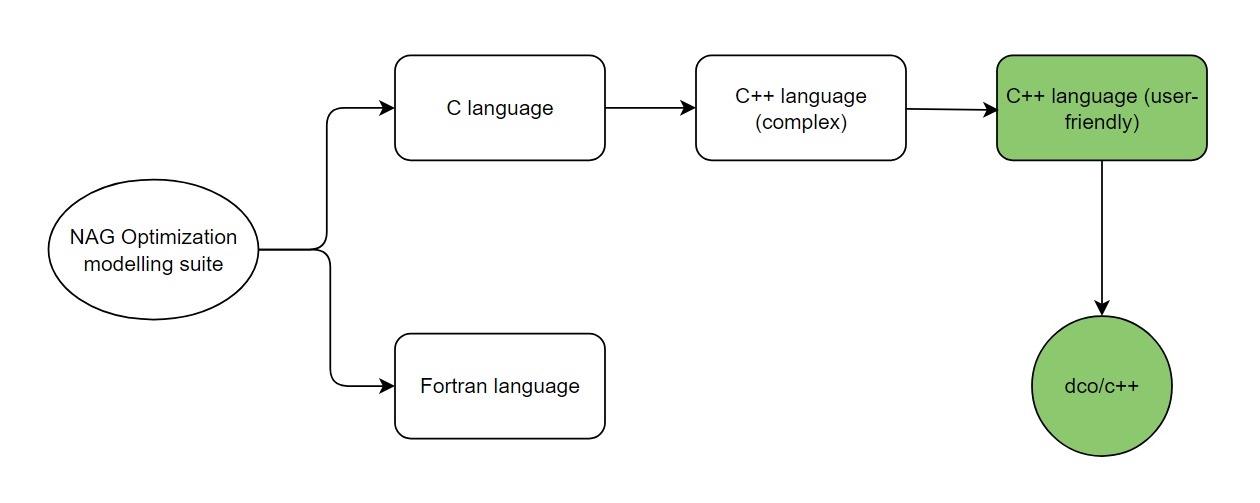 C language
C++ language
(complex)
C++ language (user-
friendly)
NAG Optimization
modelling suite
Fortran language
dco/c++